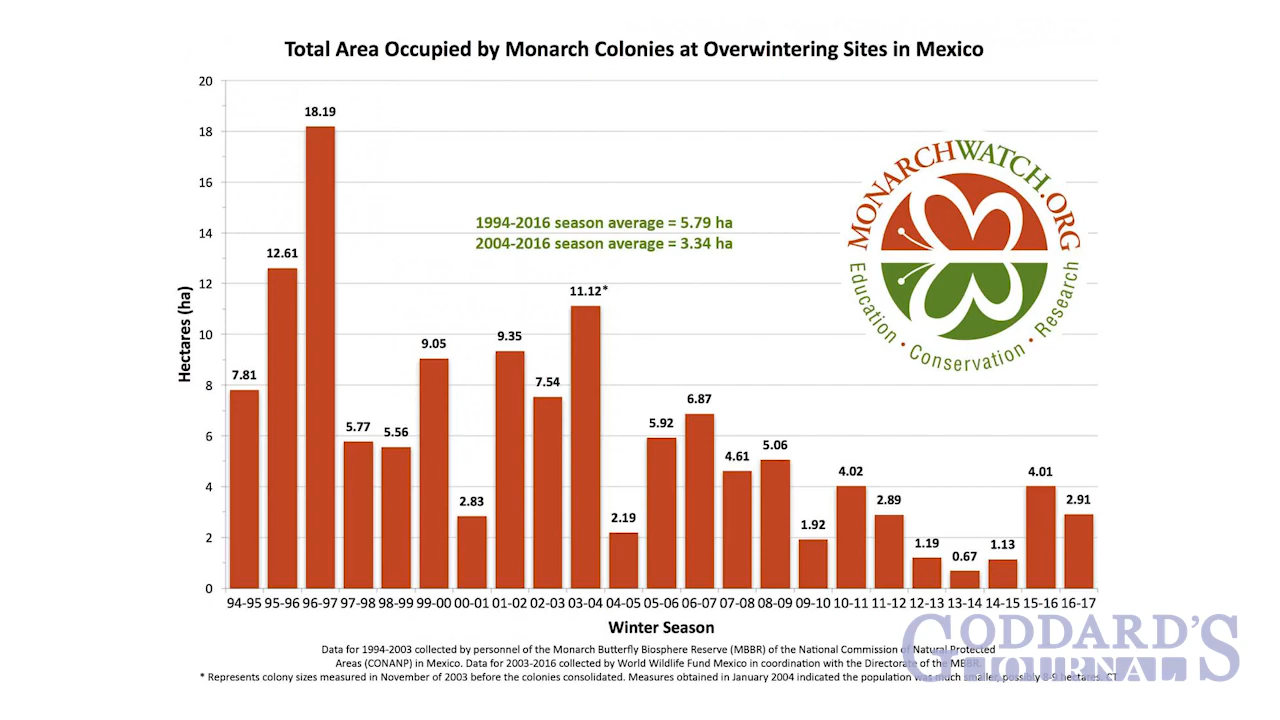 Total Area Occupied by Monarch Colonies at Overwintering Sites in Mexico
20
18
16
14
12
10
8
6
4
2
0
Hectares (ha)
7.81
12.61
18.19
5.77
5.56
9.05
2.83
9.35
7.54
11.12*
2.19
5.92
6.87
4.61
5.06
1.92
4.02
2.89
1.19
0.67
1.13
4.01
2.91
1994-2016 season average = 5.79 ha
2004-2016 season average = 3.34 ha
MONARCHWATCH.ORG
Education • Conservation • Research
94-95 95-96 96-97 97-98 98-99 99-00 00-01 01-02 02-03 03-04 04-05 05-06 06-07 07-08 08-09 09-10 10-11 11-12 12-13 13-14 14-15 15-16 16-17
Winter Season
Data for 1994-2003 collected by personnel of the Monarch Butterfly Biosphere Reserve (MBBR) of the National Commission of Natural Protected
Areas (CONANP) in Mexico. Data for 2003-2016 collected by World Wildlife Fund Mexico in coordination with the Directorate of the MBBR.
* Represents colony sizes measured in November of 2003 before the colonies consolidated. Measures obtained in January 2004 indicated the population was much smaller, possibly 8-9 hectares. CT
GODDARD'S
JOURNAL